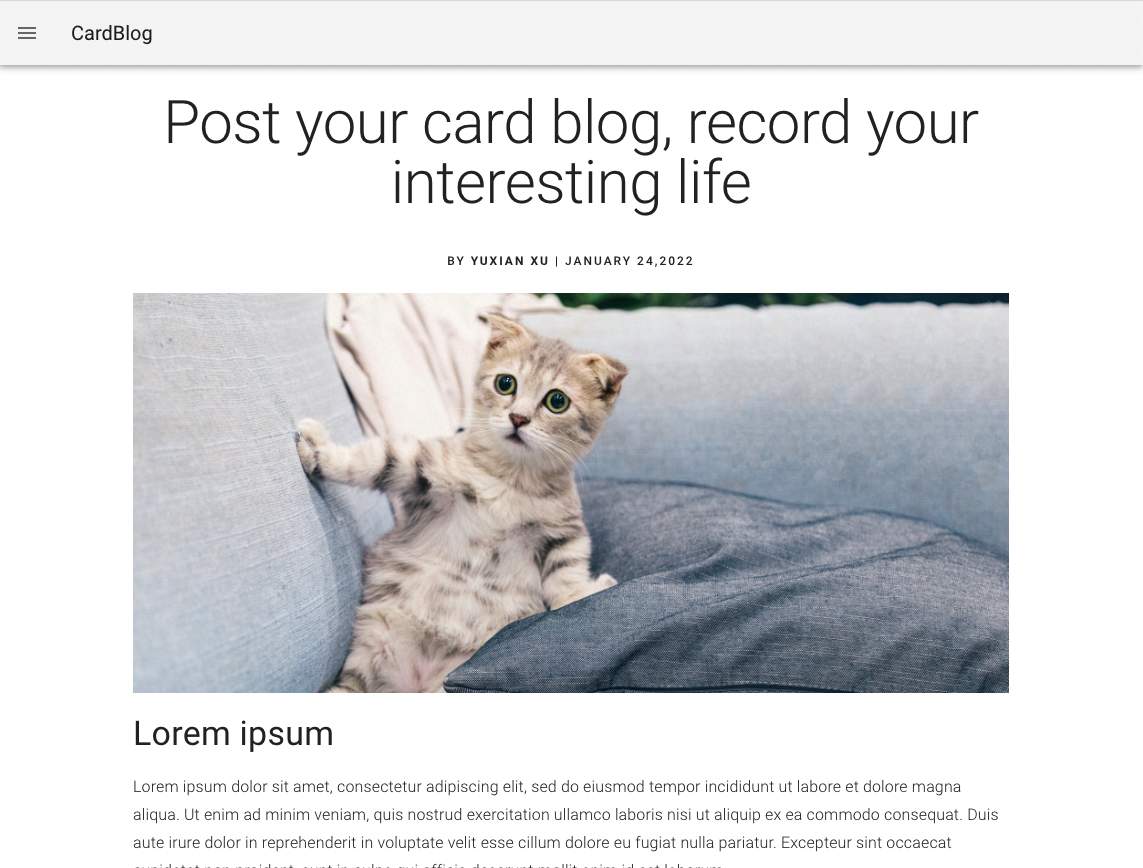 CardBlog
Post your card blog, record your
interesting life
BY YUXIAN XU | JANUARY 24,2022
Lorem ipsum
Lorem ipsum dolor sit amet, consectetur adipiscing elit, sed do eiusmod tempor incididunt ut labore et dolore magna
aliqua. Ut enim ad minim veniam, quis nostrud exercitation ullamco laboris nisi ut aliquip ex ea commodo consequat. Duis
aute irure dolor in reprehenderit in voluptate velit esse cillum dolore eu fugiat nulla pariatur. Excepteur sint occaecat